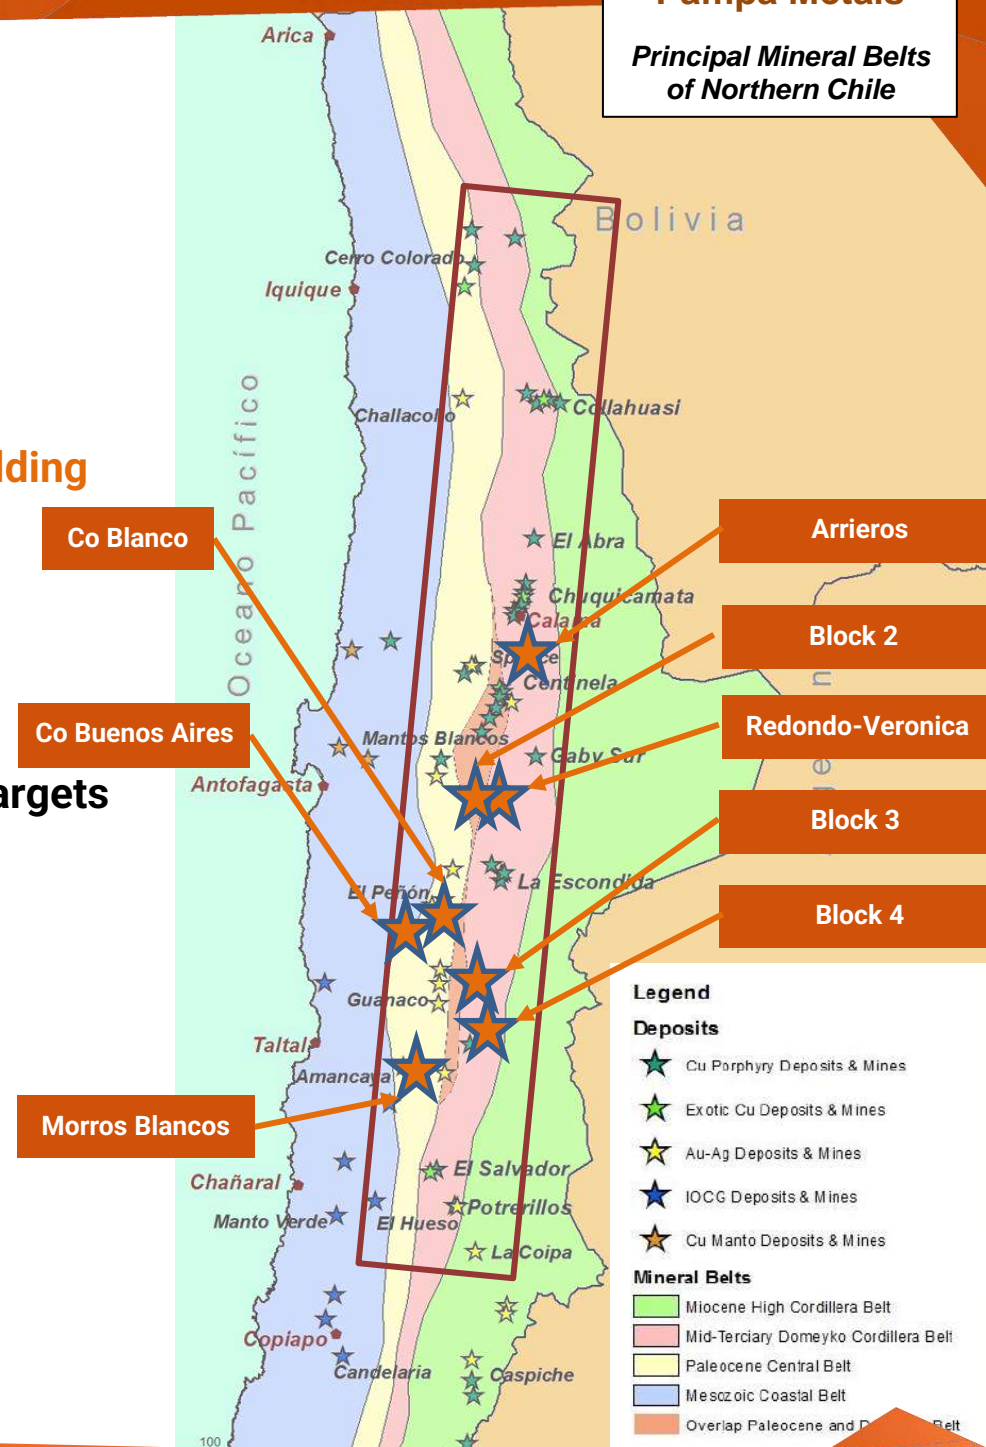 Pampa Metals
Principal Mineral Belts
of Northern Chile
Arica
Bolivia
Cerro Colorado
Iquique
Challacollo
Collahuasi
Oceano Pacífico
lding
Co Blanco
Arrieros
El Abra
Chuquicamata
Calama
Block 2
Spence
Centinela
Co Buenos Aires
Redondo-Veronica
Mantos Blancos
Gaby Sur
Antofagasta
argets
Block 3
La Escondida
El Peñón
Block 4
Guanaco
Taltal
Amancaya
Morros Blancos
El Salvador
Chañaral
Manto Verde
El Hueso
Potrerillos
La Coipa
Copiapo
Candelaria
Caspiche
100
Legend
Deposits
Cu Porphyry Deposits & Mines
Exotic Cu Deposits & Mines
Au-Ag Deposits & Mines
IOCG Deposits & Mines
Cu Manto Deposits & Mines
Mineral Belts
Miocene High Cordillera Belt
Mid-Terciary Domeyko Cordillera Belt
Paleocene Central Belt
Mesozoic Coastal Belt
Overlap Paleocene and Belt